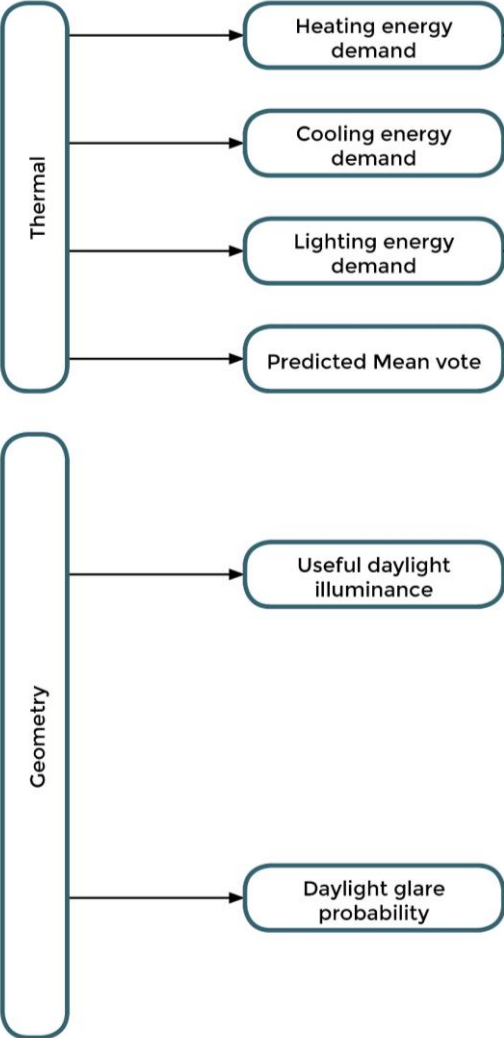 Thermal
Heating energy
demand
Cooling energy
demand
Lighting energy
demand
Predicted Mean vote
Geometry
Useful daylight
illuminance
Daylight glare
probability